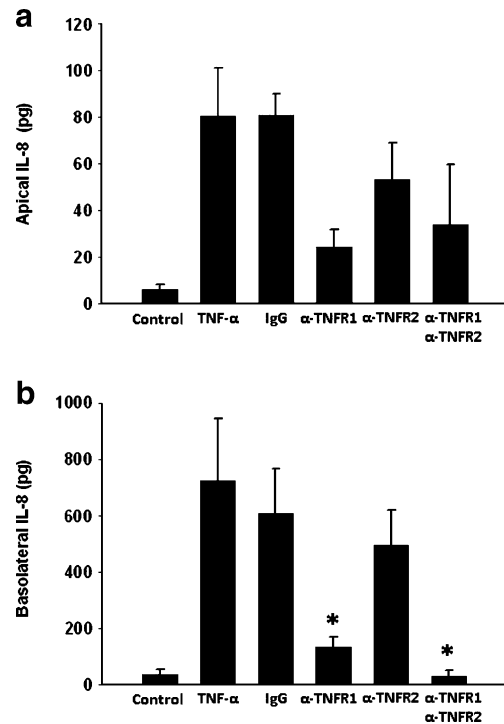 a
120
100
80
60
40
20
0
Apical IL-8 (pg)
Control TNF-α IgG α-TNFR1 α-TNFR2 α-TNFR1
α-TNFR2
b
1000
800
600
400
200
0
Basolateral IL-8 (pg)
* *
Control TNF-α IgG α-TNFR1 α-TNFR2 α-TNFR1
α-TNFR2